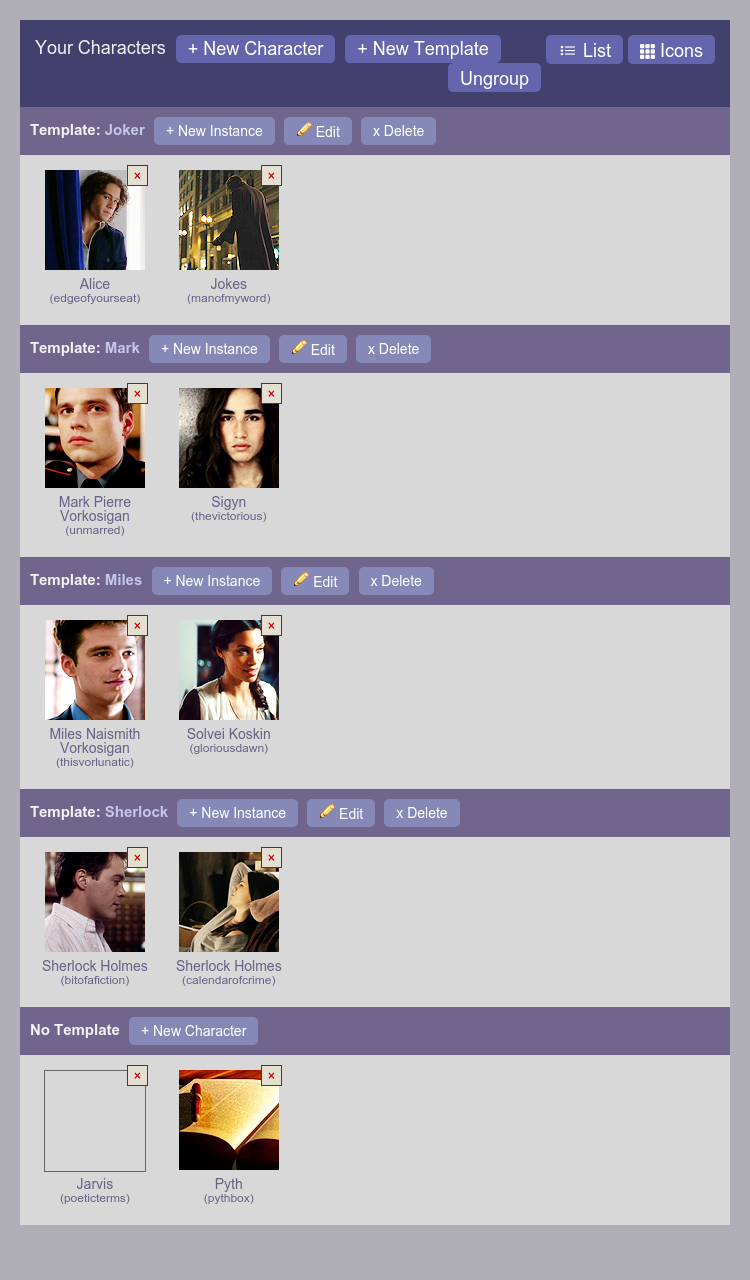 Your Characters + New Character + New Template List Icons
Ungroup
Template: Joker + New Instance Edit x Delete
× ×
Alice Jokes
(edgeofyourseat) (manofmyword)
Template: Mark + New Instance Edit x Delete
× ×
Mark Pierre Sigyn
Vorkosigan (thevictorious)
(unmarred)
Template: Miles + New Instance Edit x Delete
× ×
Miles Naismith Solvei Koskin
Vorkosigan (gloriousdawn)
(thisvorlunatic)
Template: Sherlock + New Instance Edit x Delete
× ×
Sherlock Holmes Sherlock Holmes
(bitofafiction) (calendarofcrime)
No Template + New Character
× ×
Jarvis Pyth
(poeticterms) (pythbox)